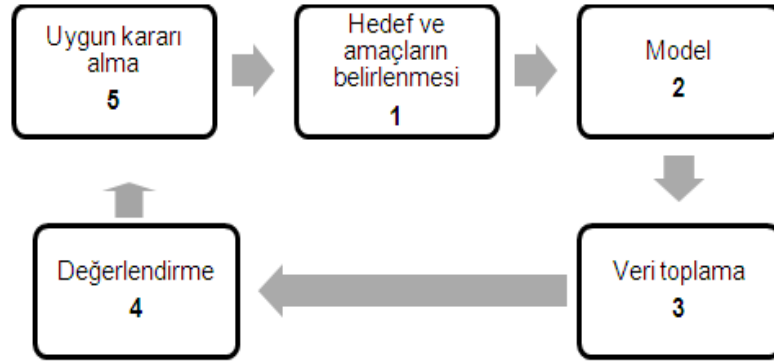 Uygun kararı
alma
5
Hedef ve
amaçların
belirlenmesi
1
Model
2
Değerlendirme
4
Veri toplama
3